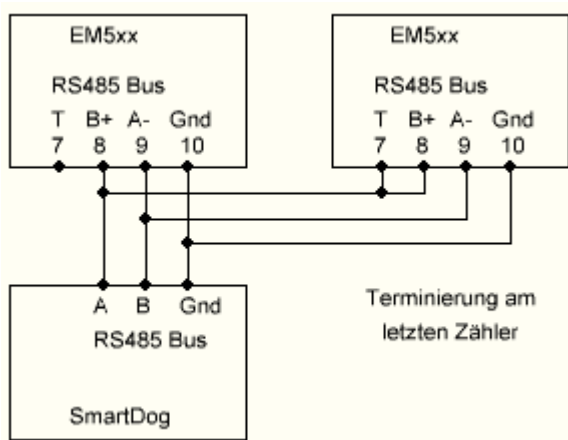 EM5xx
RS485 Bus
T B+ A- Gnd
7 8 9 10
EM5xx
RS485 Bus
T B+ A- Gnd
7 8 9 10
A B Gnd
RS485 Bus
SmartDog
Terminierung am
letzten Zähler